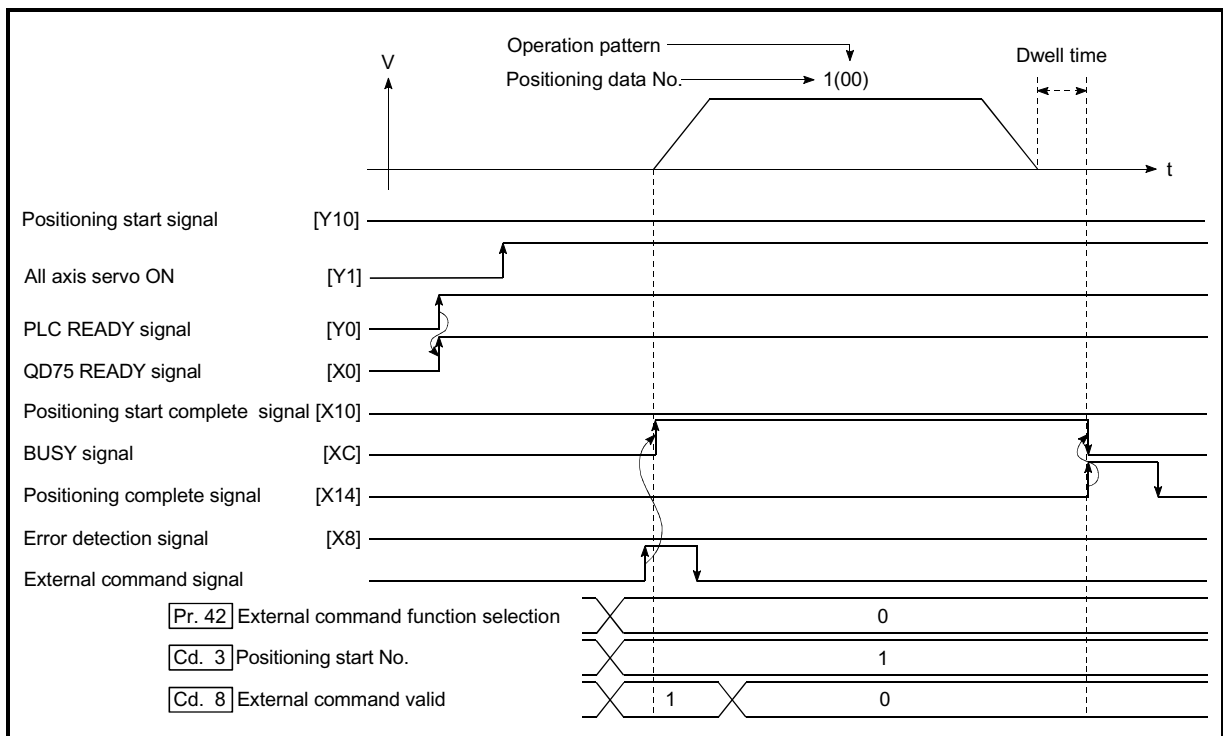 Operation pattern
V
Dwell time
Positioning data No. 1(00)
t
Positioning start signal [Y10]
All axis servo ON [Y1]
PLC READY signal [Y0]
QD75 READY signal [X0]
Positioning start complete signal [X10]
BUSY signal [XC]
Positioning complete signal [X14]
Error detection signal [X8]
External command signal
Pr. 42 External command function selection 0
Cd. 3 Positioning start No. 1
Cd. 8 External command valid 1 0